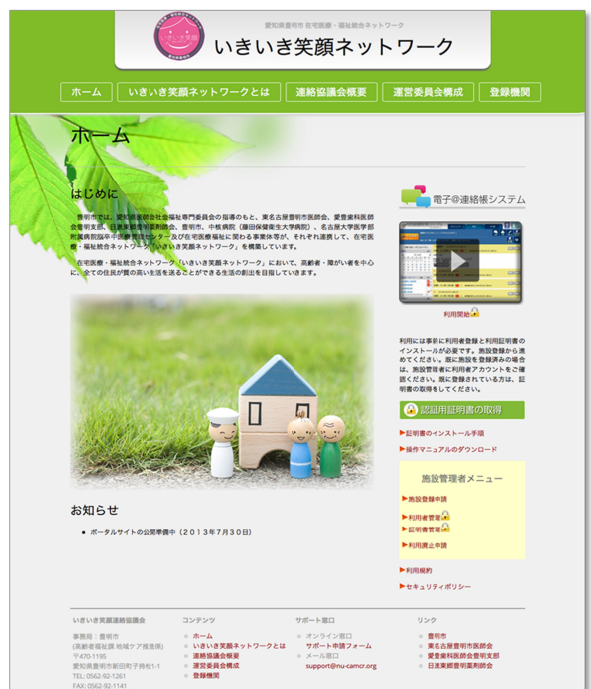 いきいき笑顔
愛知県豊明市 在宅医療・福祉統合ネットワーク
いきいき笑顔ネットワーク
ホーム
いきいき笑顔ネットワークとは
連絡協議会概要
運営委員会構成
登録機関
ホーム
はじめに
豊明市では、愛知県医師会社会福祉専門委員会の指導のもと、東名古屋豊明市医師会、愛豊歯科医師
会豊明支部、日進東郷豊明薬剤師会、豊明市、中核病院（藤田保健衛生大学病院）、名古屋大学医学部
附属病院脳卒中医療管理センター及び在宅医療福祉に関わる事業体等が、それぞれ連携して、在宅医
療・福祉統合ネットワーク「いきいき笑顔ネットワーク」を構築しています。
在宅医療・福祉統合ネットワーク「いきいき笑顔ネットワーク」において、高齢者・障がい者を中心
に、全ての住民が質の高い生活を送ることができる生活の創出を目指していきます。
お知らせ
● ポータルサイトの公開準備中（２０１３年７月３０日）
電子@連絡帳システム
利用開始
利用には事前に利用者登録と利用証明書の
インストールが必要です。施設登録から進
めてください。既に施設を登録済みの場合
は、施設管理者に利用者アカウントをご確
認ください。既に登録されている方は、証
明書の取得をしてください。
認証用証明書の取得
証明書のインストール手順
操作マニュアルのダウンロード
施設管理者メニュー
施設登録申請
利用者管理
証明書管理
利用廃止申請
利用規約
セキュリティポリシー
いきいき笑顔連絡協議会
事務局：豊明市
(高齢者福祉課 地域ケア推進係)
〒470-1195
愛知県豊明市新田町子持松1-1
TEL: 0562-92-1261
FAX: 0562-92-1141
コンテンツ
ホーム
いきいき笑顔ネットワークとは
連絡協議会概要
運営委員会構成
登録機関
サポート窓口
オンライン窓口
サポート申請フォーム
メール窓口
support@nu-camcr.org
リンク
豊明市
東名古屋豊明市医師会
愛豊歯科医師会豊明支部
日進東郷豊明薬剤師会